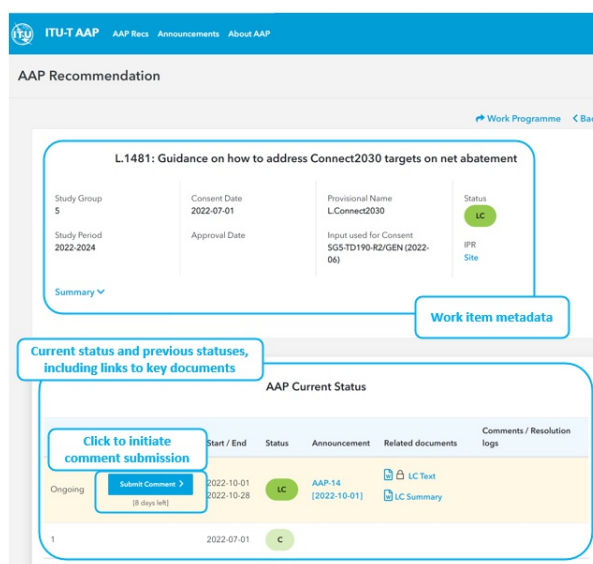 ITU-T AAP AAP Recs Announcements About AAP
AAP Recommendation
Work Programme Bac
L.1481: Guidance on how to address Connect2030 targets on net abatement
Study Group Consent Date Provisional Name Status
5 2022-07-01 L.Connect2030 LC
Study Period Approval Date Input used for Consent IPR
2022-2024 SG5-TD190-R2/GEN (2022- Site
06)
Summary
Work item metadata
Current status and previous statuses,
including links to key documents
AAP Current Status
Click to initiate
comment submission
Start / End Status Announcement Related documents Comments / Resolution
logs
Ongoing Submit Comment 2022-10-01 LC AAP-14 LC Text
[8 days left] 2022-10-28 [2022-10-01] LC Summary
1 2022-07-01 C